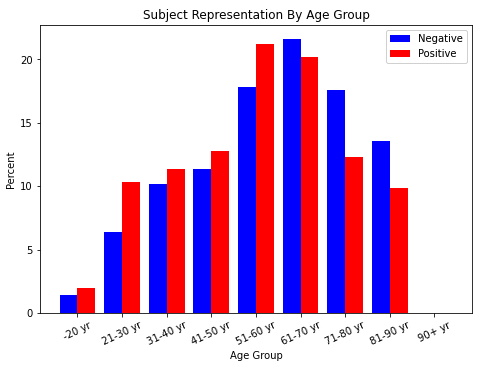 Subject Representation By Age Group
Negative
Positive
Percent
20
15
10
5
0
-20 yr
21-30 yr
31-40 yr
41-50 yr
51-60 yr
61-70 yr
71-80 yr
81-90 yr
90+ yr
Age Group